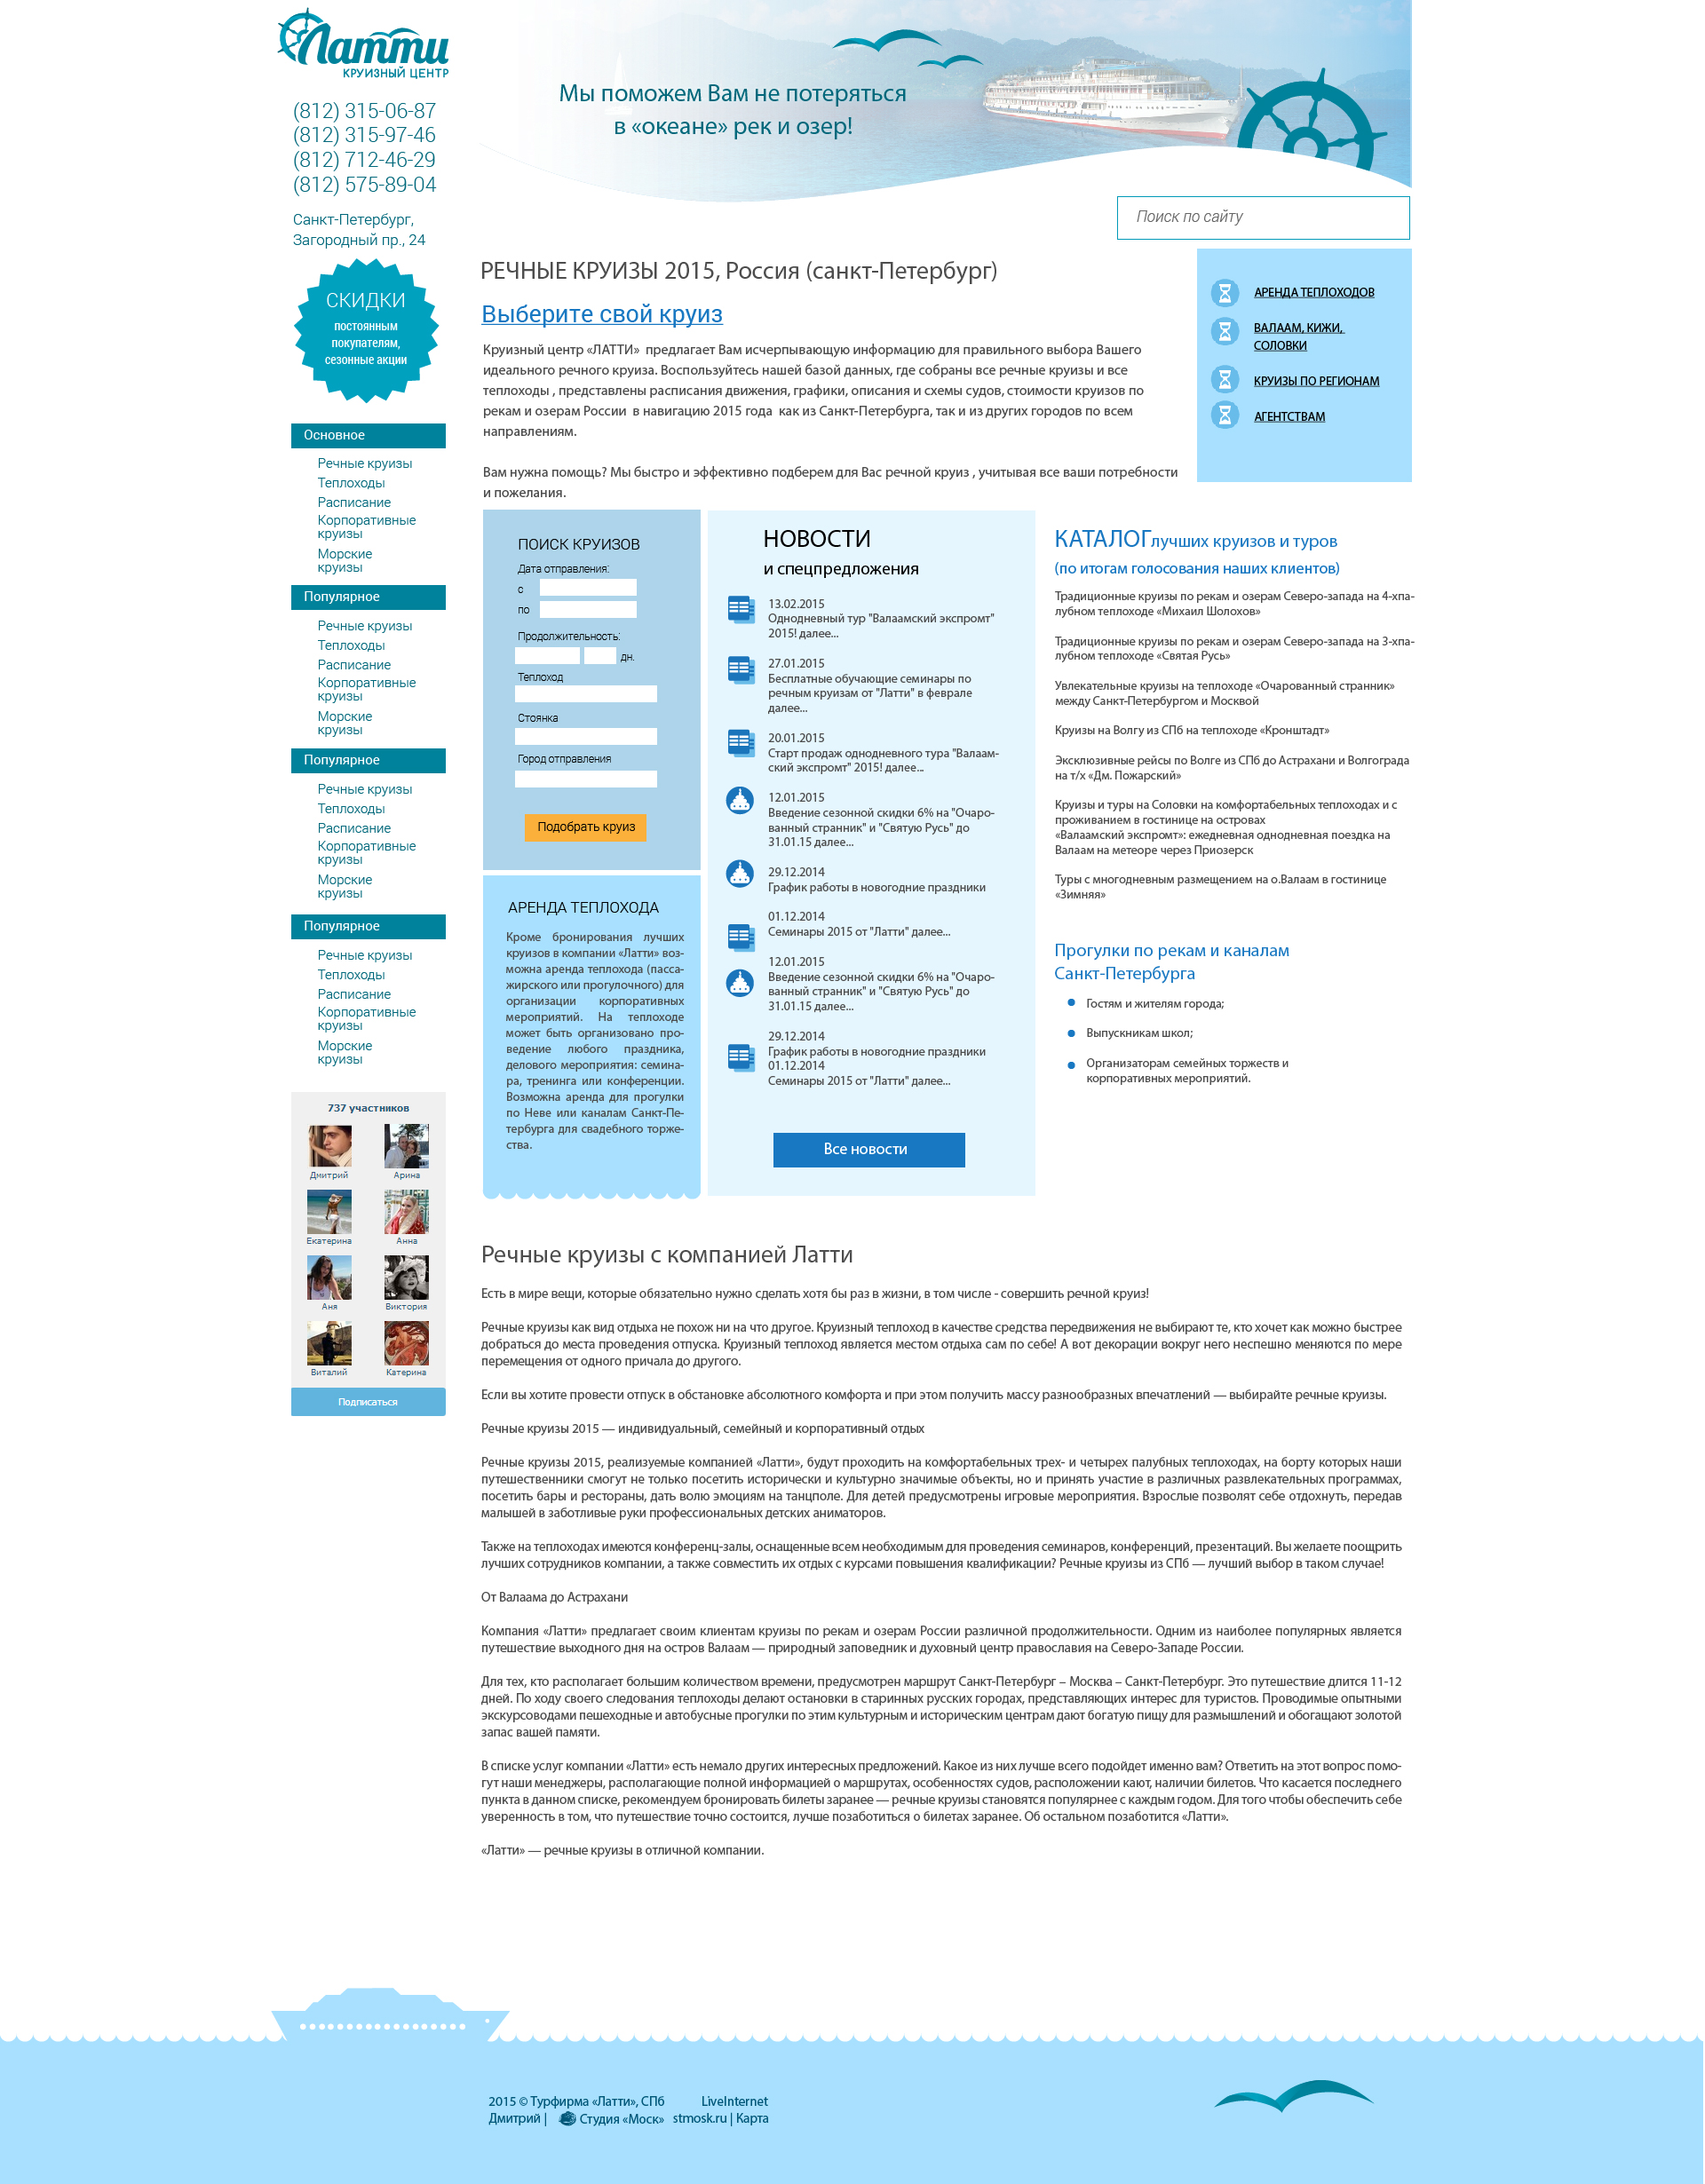 Латти
КРУИЗНЫЙ ЦЕНТР
(812) 315-06-87
(812) 315-97-46
(812) 712-46-29
(812) 575-89-04
Санкт-Петербург,
Загородный пр., 24
СКИДКИ
постоянным
покупателям,
сезонные акции
Основное
Речные круизы
Теплоходы
Расписание
Корпоративные
круизы
Морские
круизы
Популярное
Речные круизы
Теплоходы
Расписание
Корпоративные
круизы
Морские
круизы
Популярное
Речные круизы
Теплоходы
Расписание
Корпоративные
круизы
Морские
круизы
Популярное
Речные круизы
Теплоходы
Расписание
Корпоративные
круизы
Морские
круизы
737 участников
Дмитрий Арина
Екатерина Анна
Аня Виктория
Виталий Катерина
Подписаться
Мы поможем Вам не потеряться
в «океане» рек и озер!
Поиск по сайту
РЕЧНЫЕ КРУИЗЫ 2015, Россия (санкт-Петербург)
Выберите свой круиз
Круизный центр «ЛАТТИ» предлагает Вам исчерпывающую информацию для правильного выбора Вашего
идеального речного круиза. Воспользуйтесь нашей базой данных, где собраны все речные круизы и все
теплоходы , представлены расписания движения, графики, описания и схемы судов, стоимости круизов по
рекам и озерам России в навигацию 2015 года как из Санкт-Петербурга, так и из других городов по всем
направлениям.
Вам нужна помощь? Мы быстро и эффективно подберем для Вас речной круиз , учитывая все ваши потребности
и пожелания.
АРЕНДА ТЕПЛОХОДОВ
ВАЛААМ, КИЖИ,
СОЛОВКИ
КРУИЗЫ ПО РЕГИОНАМ
АГЕНТСТВАМ
ПОИСК КРУИЗОВ
Дата отправления:
с
по
Продолжительность:
дн.
Теплоход
Стоянка
Город отправления
Подобрать круиз
АРЕНДА ТЕПЛОХОДА
Кроме бронирования лучших
круизов в компании «Латти» воз-
можна аренда теплохода (пасса-
жирского или прогулочного) для
организации корпоративных
мероприятий. На теплоходе
может быть организовано про-
ведение любого праздника,
делового мероприятия: семина-
ра, тренинга или конференции.
Возможна аренда для прогулки
по Неве или каналам Санкт-Пе-
тербурга для свадебного торже-
ства.
НОВОСТИ
и спецпредложения
13.02.2015
Однодневный тур "Валаамский экспромт"
2015! далее...
27.01.2015
Бесплатные обучающие семинары по
речным круизам от "Латти" в феврале
далее...
20.01.2015
Старт продаж однодневного тура "Валаам-
ский экспромт" 2015! далее...
12.01.2015
Введение сезонной скидки 6% на "Очаро-
ванный странник" и "Святую Русь" до
31.01.15 далее...
29.12.2014
График работы в новогодние праздники
01.12.2014
Семинары 2015 от "Латти" далее...
12.01.2015
Введение сезонной скидки 6% на "Очаро-
ванный странник" и "Святую Русь" до
31.01.15 далее...
29.12.2014
График работы в новогодние праздники
01.12.2014
Семинары 2015 от "Латти" далее...
Все новости
КАТАЛОГлучших круизов и туров
(по итогам голосования наших клиентов)
Традиционные круизы по рекам и озерам Северо-запада на 4-хпа-
лубном теплоходе «Михаил Шолохов»
Традиционные круизы по рекам и озерам Северо-запада на 3-хпа-
лубном теплоходе «Святая Русь»
Увлекательные круизы на теплоходе «Очарованный странник»
между Санкт-Петербургом и Москвой
Круизы на Волгу из СПб на теплоходе «Кронштадт»
Эксклюзивные рейсы по Волге из СПб до Астрахани и Волгограда
на т/х «Дм. Пожарский»
Круизы и туры на Соловки на комфортабельных теплоходах и с
проживанием в гостинице на островах
«Валаамский экспромт»: ежедневная однодневная поездка на
Валаам на метеоре через Приозерск
Туры с многодневным размещением на о.Валаам в гостинице
«Зимняя»
Прогулки по рекам и каналам
Санкт-Петербурга
Гостям и жителям города;
Выпускникам школ;
Организаторам семейных торжеств и
корпоративных мероприятий.
Речные круизы с компанией Латти
Есть в мире вещи, которые обязательно нужно сделать хотя бы раз в жизни, в том числе - совершить речной круиз!
Речные круизы как вид отдыха не похож ни на что другое. Круизный теплоход в качестве средства передвижения не выбирают те, кто хочет как можно быстрее
добраться до места проведения отпуска. Круизный теплоход является местом отдыха сам по себе! А вот декорации вокруг него неспешно меняются по мере
перемещения от одного причала до другого.
Если вы хотите провести отпуск в обстановке абсолютного комфорта и при этом получить массу разнообразных впечатлений — выбирайте речные круизы.
Речные круизы 2015 — индивидуальный, семейный и корпоративный отдых
Речные круизы 2015, реализуемые компанией «Латти», будут проходить на комфортабельных трех- и четырех палубных теплоходах, на борту которых наши
путешественники смогут не только посетить исторически и культурно значимые объекты, но и принять участие в различных развлекательных программах,
посетить бары и рестораны, дать волю эмоциям на танцполе. Для детей предусмотрены игровые мероприятия. Взрослые позволят себе отдохнуть, передав
малышей в заботливые руки профессиональных детских аниматоров.
Также на теплоходах имеются конференц-залы, оснащенные всем необходимым для проведения семинаров, конференций, презентаций. Вы желаете поощрить
лучших сотрудников компании, а также совместить их отдых с курсами повышения квалификации? Речные круизы из СПб — лучший выбор в таком случае!
От Валаама до Астрахани
Компания «Латти» предлагает своим клиентам круизы по рекам и озерам России различной продолжительности. Одним из наиболее популярных является
путешествие выходного дня на остров Валаам — природный заповедник и духовный центр православия на Северо-Западе России.
Для тех, кто располагает большим количеством времени, предусмотрен маршрут Санкт-Петербург – Москва – Санкт-Петербург. Это путешествие длится 11-12
дней. По ходу своего следования теплоходы делают остановки в старинных русских городах, представляющих интерес для туристов. Проводимые опытными
экскурсоводами пешеходные и автобусные прогулки по этим культурным и историческим центрам дают богатую пищу для размышлений и обогащают золотой
запас вашей памяти.
В списке услуг компании «Латти» есть немало других интересных предложений. Какое из них лучше всего подойдет именно вам? Ответить на этот вопрос помо-
гут наши менеджеры, располагающие полной информацией о маршрутах, особенностях судов, расположении кают, наличии билетов. Что касается последнего
пункта в данном списке, рекомендуем бронировать билеты заранее — речные круизы становятся популярнее с каждым годом. Для того чтобы обеспечить себе
уверенность в том, что путешествие точно состоится, лучше позаботиться о билетах заранее. Об остальном позаботится «Латти».
«Латти» — речные круизы в отличной компании.
2015 © Турфирма «Латти», СПб LiveInternet
Дмитрий | Студия «Моск» stmosk.ru | Карта